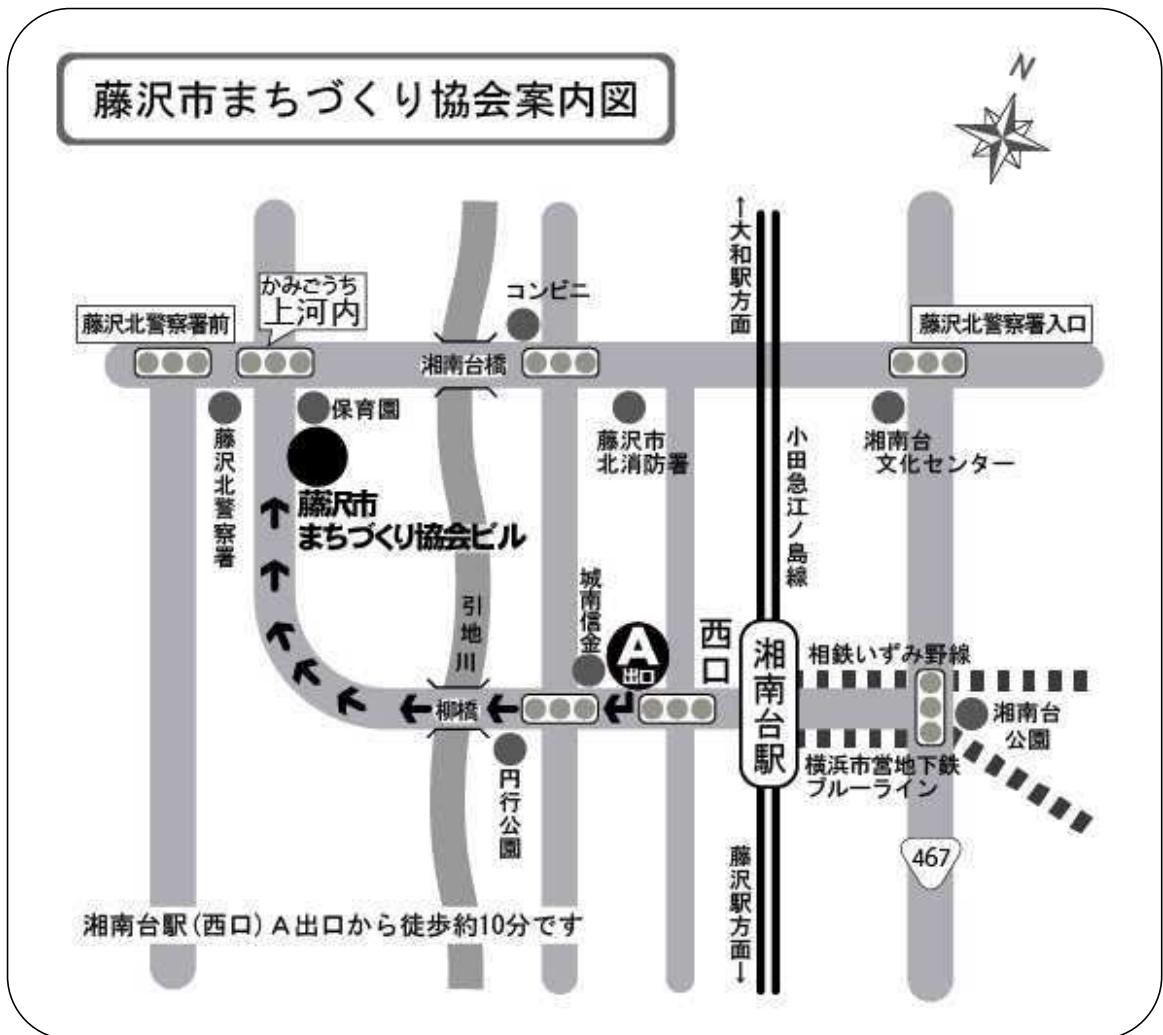 藤沢市まちづくり協会案内図
N
←大和駅方面
コンビニ
かみごうち
上河内
藤沢北警察署前
藤沢北警察署入口
湘南台橋
保育園
藤沢北警察署
藤沢市
北消防署
湘南台
文化センター
小田急江ノ島線
藤沢市
まちづくり協会ビル
引地川
城南信金
A
出口
西口
湘南台駅
相鉄いずみ野線
柳橋
湘南台
公園
横浜市営地下鉄
ブルーライン
円行公園
467
藤沢駅方面→
湘南台駅(西口)A出口から徒歩約10分です